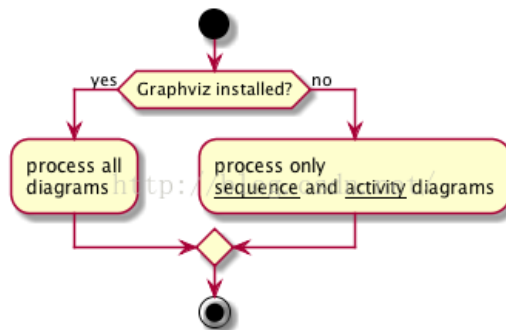 yes
Graphviz installed?
no
process all
diagrams
process only
sequence and activity diagrams